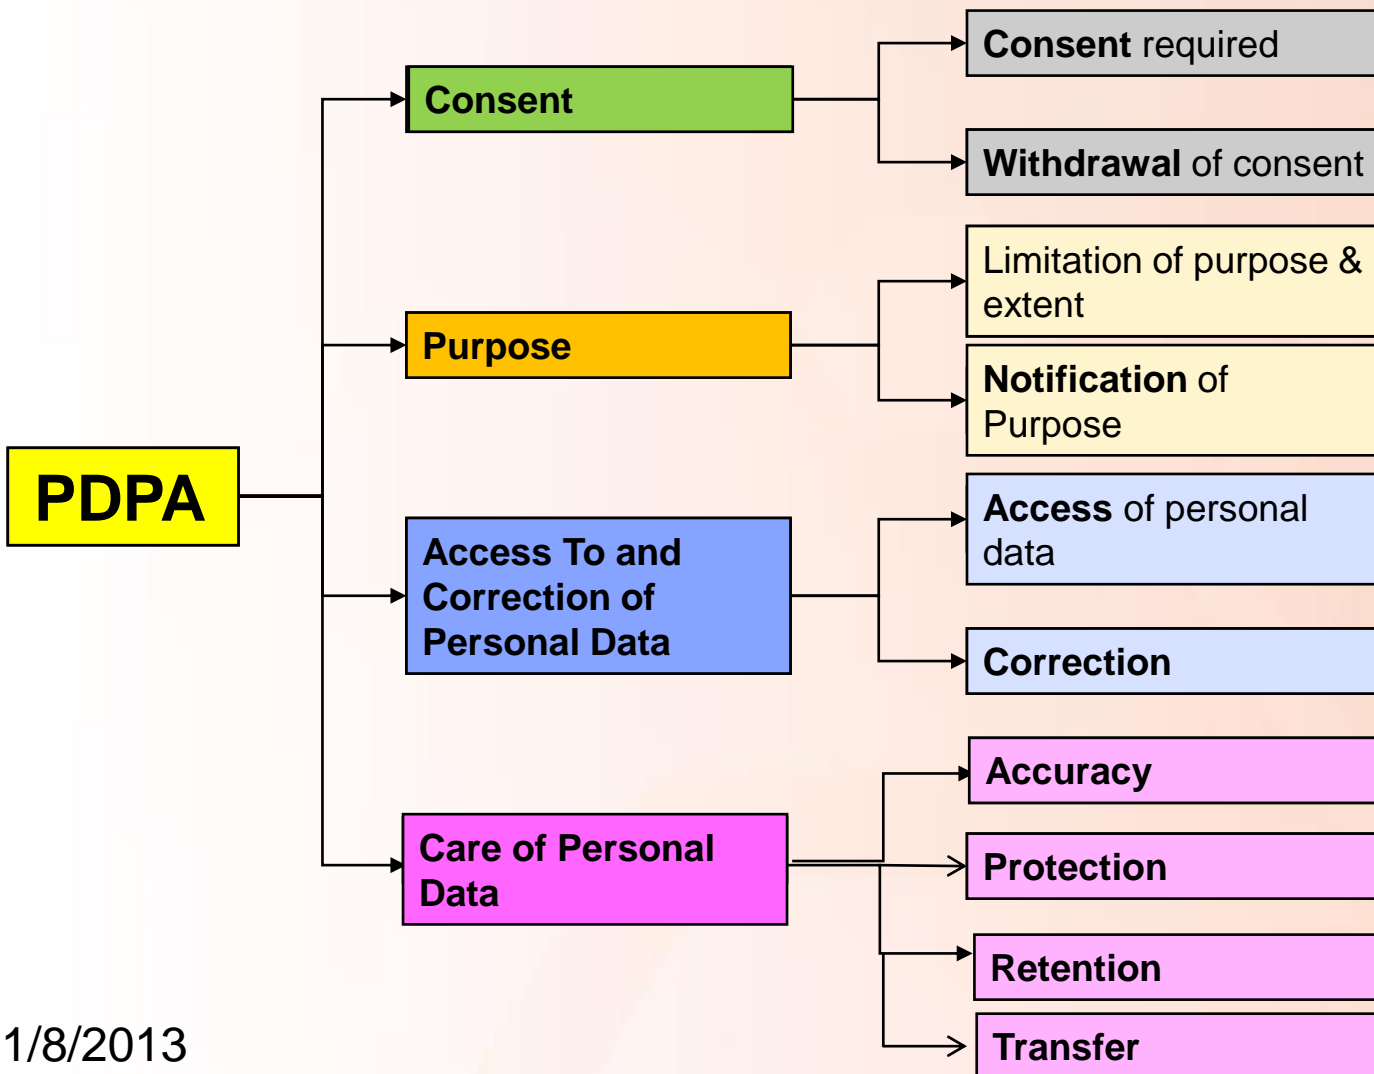 Consent required
Consent
Withdrawal of consent
Limitation of purpose &
extent
Purpose
Notification of
Purpose
PDPA
Access of personal
data
Access To and
Correction of
Personal Data
Correction
Accuracy
Care of Personal
Data
Protection
Retention
Transfer
1/8/2013